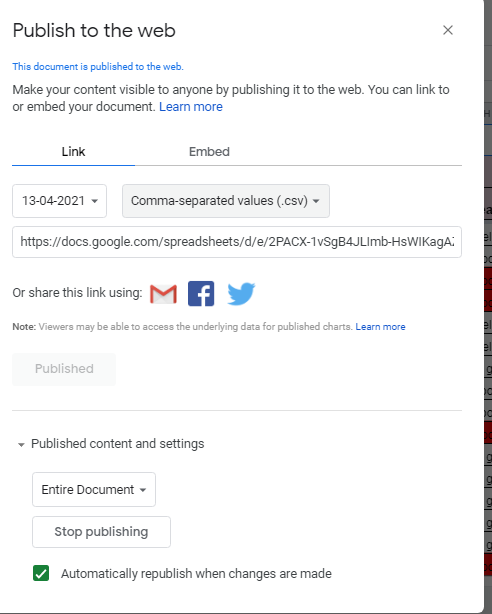 Publish to the web
This document is published to the web.
Make your content visible to anyone by publishing it to the web. You can link to
or embed your document. Learn more
Link Embed
13-04-2021 Comma-separated values (.csv)
https://docs.google.com/spreadsheets/d/e/2PACX-1vSgB4JLImb-HsWIKagA
Or share this link using:
Note: Viewers may be able to access the underlying data for published charts. Learn more
Published
Published content and settings
Entire Document
Stop publishing
Automatically republish when changes are made